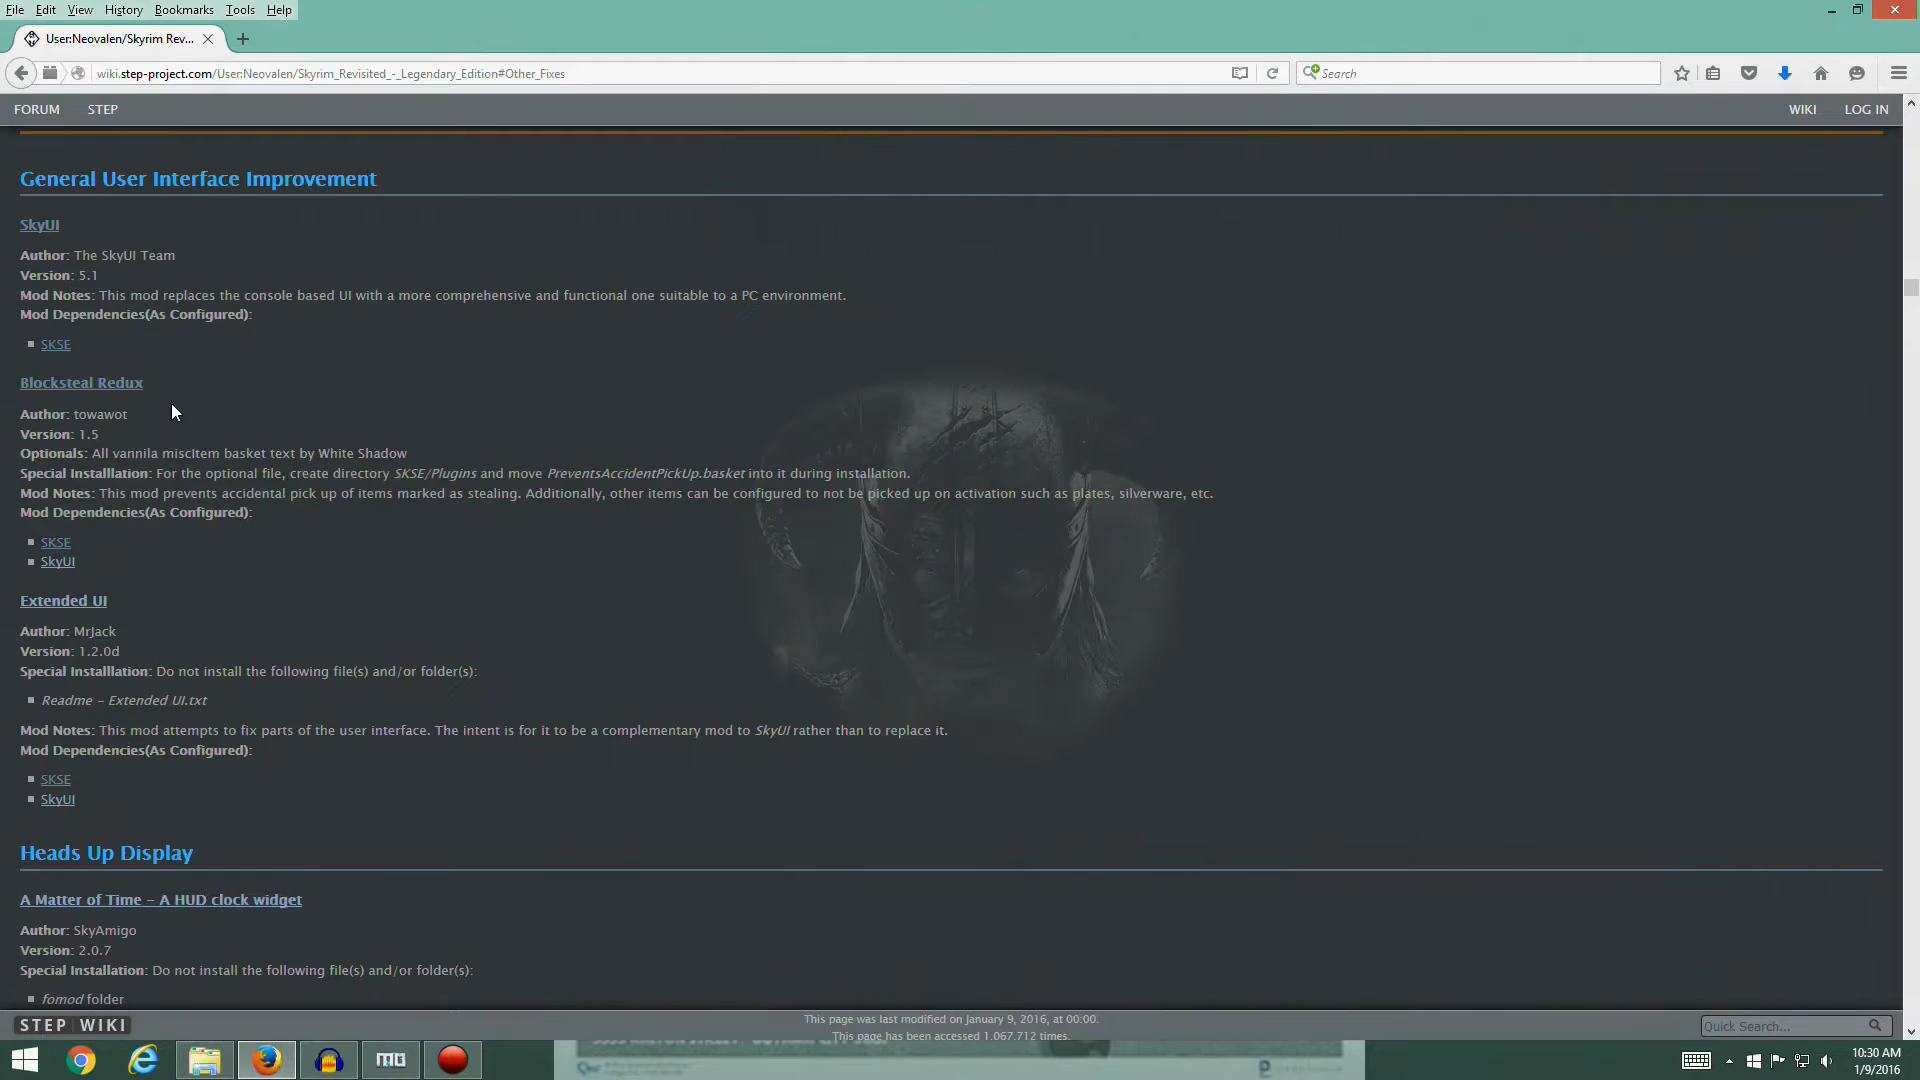 File Edit View History Bookmarks Tools Help
User:Neovalen/Skyrim Rev...
wiki.step-project.com/User:Neovalen/Skyrim_Revisited_-_Legendary_Edition#Other_Fixes
Search
FORUM STEP WIKI LOG IN
General User Interface Improvement
SkyUI
Author: The SkyUI Team
Version: 5.1
Mod Notes: This mod replaces the console based UI with a more comprehensive and functional one suitable to a PC environment.
Mod Dependencies(As Configured):
SKSE
Blocksteal Redux
Author: towawot
Version: 1.5
Optionals: All vannila miscItem basket text by White Shadow
Special Installlation: For the optional file, create directory SKSE/Plugins and move PreventsAccidentPickUp.basket into it during installation.
Mod Notes: This mod prevents accidental pick up of items marked as stealing. Additionally, other items can be configured to not be picked up on activation such as plates, silverware, etc.
Mod Dependencies(As Configured):
SKSE
SkyUI
Extended UI
Author: MrJack
Version: 1.2.0d
Special Installlation: Do not install the following file(s) and/or folder(s):
Readme - Extended UI.txt
Mod Notes: This mod attempts to fix parts of the user interface. The intent is for it to be a complementary mod to SkyUI rather than to replace it.
Mod Dependencies(As Configured):
SKSE
SkyUI
Heads Up Display
A Matter of Time - A HUD clock widget
Author: SkyAmigo
Version: 2.0.7
Special Installation: Do not install the following file(s) and/or folder(s):
fomod folder
STEP WIKI
This page was last modified on January 9, 2016, at 00:00.
This page has been accessed 1,067,712 times.
Quick Search...
10:30 AM
1/9/2016